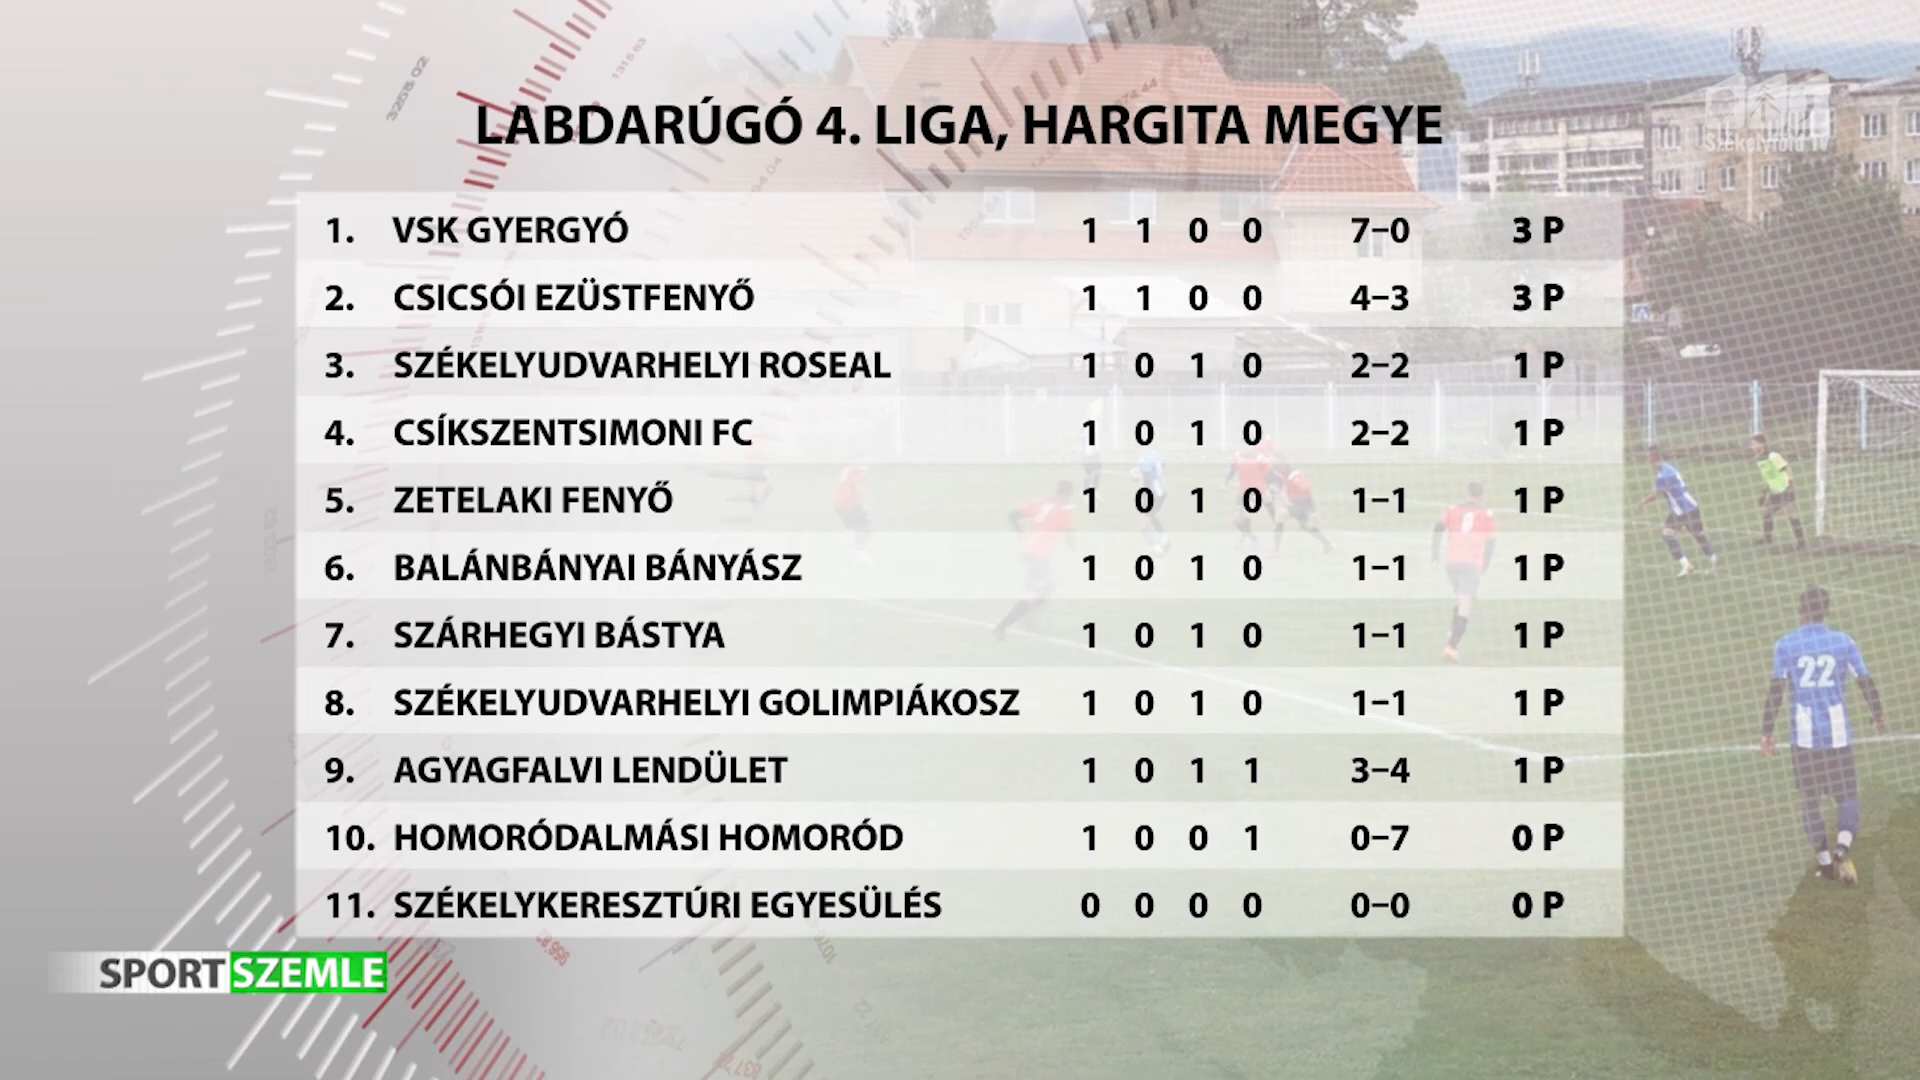 LABDARÚGÓ 4. LIGA, HARGITA MEGYE
Székelyföld TV
1. VSK GYERGYÓ 1 1 0 0 7–0 3 P
2. CSICSÓI EZÜSTFENYŐ 1 1 0 0 4–3 3 P
3. SZÉKELYUDVARHELYI ROSEAL 1 0 1 0 2–2 1 P
4. CSÍKSZENTSIMONI FC 1 0 1 0 2–2 1 P
5. ZETELAKI FENYŐ 1 0 1 0 1–1 1 P
6. BALÁNBÁNYAI BÁNYÁSZ 1 0 1 0 1–1 1 P
7. SZÁRHEGYI BÁSTYA 1 0 1 0 1–1 1 P
8. SZÉKELYUDVARHELYI GOLIMPIÁKOSZ 1 0 1 0 1–1 1 P
9. AGYAGFALVI LENDÜLET 1 0 1 1 3–4 1 P
10. HOMORÓDALMÁSI HOMORÓD 1 0 0 1 0–7 0 P
11. SZÉKELYKERESZTÚRI EGYESÜLÉS 0 0 0 0 0–0 0 P
22
SPORTSZEMLE